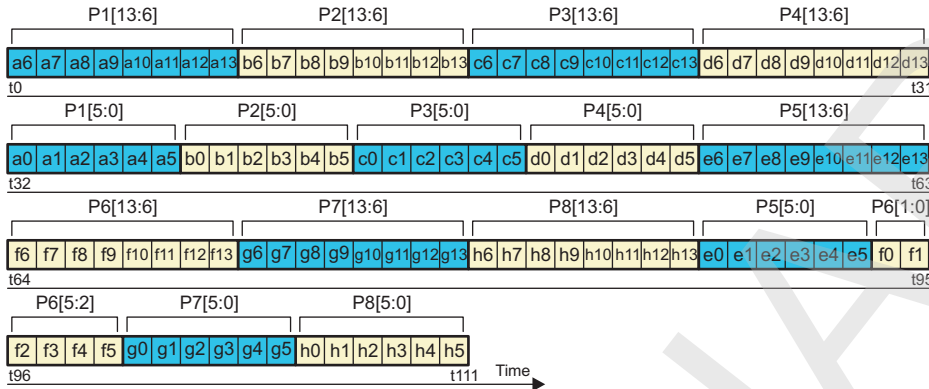 P1[13:6] P2[13:6] P3[13:6] P4[13:6]
a6 a7 a8 a9 a10 a11 a12 a13 b6 b7 b8 b9 b10 b11 b12 b13 c6 c7 c8 c9 c10 c11 c12 c13 d6 d7 d8 d9 d10 d11 d12 d13
t0 t31
P1[5:0] P2[5:0] P3[5:0] P4[5:0] P5[13:6]
a0 a1 a2 a3 a4 a5 b0 b1 b2 b3 b4 b5 c0 c1 c2 c3 c4 c5 d0 d1 d2 d3 d4 d5 e6 e7 e8 e9 e10 e11 e12 e13
t32 t63
P6[13:6] P7[13:6] P8[13:6] P5[5:0] P6[1:0]
f6 f7 f8 f9 f10 f11 f12 f13 g6 g7 g8 g9 g10 g11 g12 g13 h6 h7 h8 h9 h10 h11 h12 h13 e0 e1 e2 e3 e4 e5 f0 f1
t64 t95
P6[5:2] P7[5:0] P8[5:0]
f2 f3 f4 f5 g0 g1 g2 g3 g4 g5 h0 h1 h2 h3 h4 h5
t96 t111 Time